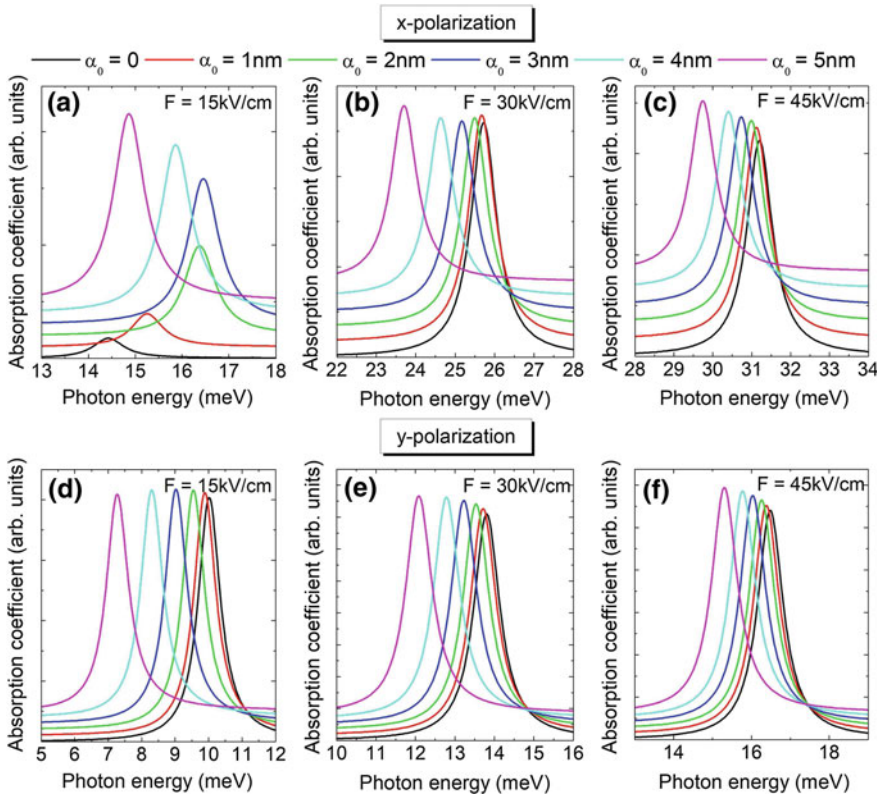 x-polarization
α₀ = 0 α₀ = 1nm α₀ = 2nm α₀ = 3nm α₀ = 4nm α₀ = 5nm
(a) F = 15kV/cm
Absorption coefficient (arb. units)
13 14 15 16 17 18
Photon energy (meV)
(b) F = 30kV/cm
Absorption coefficient (arb. units)
22 23 24 25 26 27 28
Photon energy (meV)
(c) F = 45kV/cm
Absorption coefficient (arb. units)
28 29 30 31 32 33 34
Photon energy (meV)
y-polarization
(d) F = 15kV/cm
Absorption coefficient (arb. units)
5 6 7 8 9 10 11 12
Photon energy (meV)
(e) F = 30kV/cm
Absorption coefficient (arb. units)
10 11 12 13 14 15 16
Photon energy (meV)
(f) F = 45kV/cm
Absorption coefficient (arb. units)
14 16 18
Photon energy (meV)